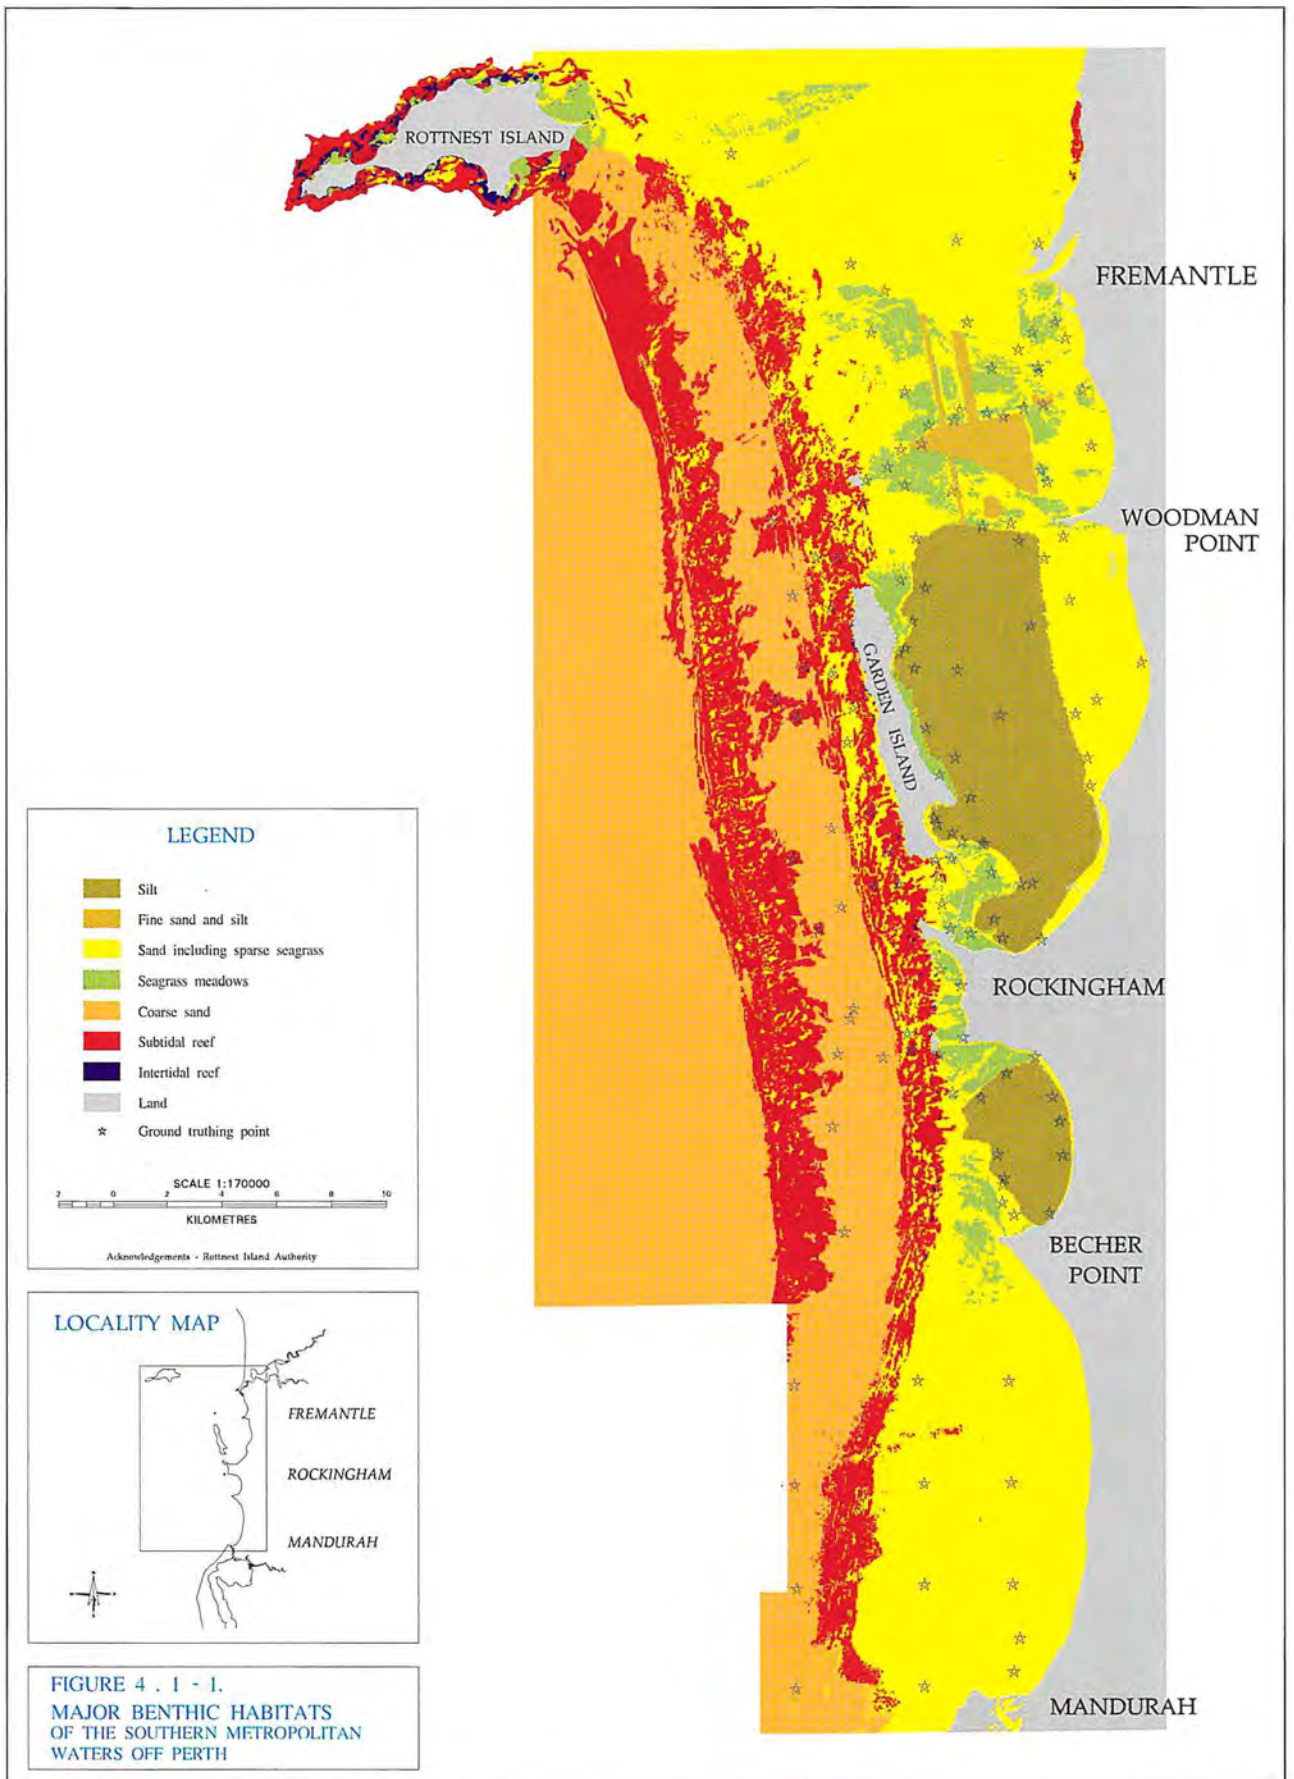 ROTTNEST ISLAND
FREMANTLE
WOODMAN
POINT
GARDEN ISLAND
ROCKINGHAM
BECHER
POINT
MANDURAH
LEGEND
Silt
Fine sand and silt
Sand including sparse seagrass
Seagrass meadows
Coarse sand
Subtidal reef
Intertidal reef
Land
Ground truthing point
SCALE 1:170000
2 0 2 4 6 8 10
KILOMETRES
Acknowledgements - Rottnest Island Authority
LOCALITY MAP
FREMANTLE
ROCKINGHAM
MANDURAH
FIGURE 4 . 1 - 1.
MAJOR BENTHIC HABITATS
OF THE SOUTHERN METROPOLITAN
WATERS OFF PERTH